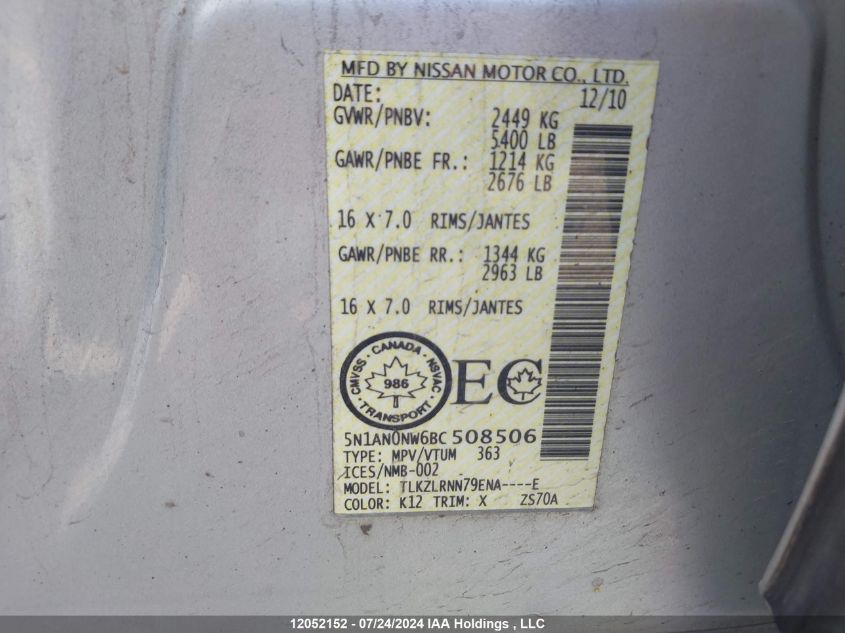 MFD BY NISSAN MOTOR CO., LTD.
DATE: 12/10
GVWR/PNBV: 2449 KG
5400 LB
GAWR/PNBE FR.: 1214 KG
2676 LB
16 X 7.0 RIMS/JANTES
GAWR/PNBE RR.: 1344 KG
2963 LB
16 X 7.0 RIMS/JANTES
CMVSS · CANADA · NSVAC
986
TRANSPORT
EC
5N1AN0NW6BC 508506
TYPE: MPV/VTUM 363
ICES/NMB-002
MODEL: TLKZLRNN79ENA----E
COLOR: K12 TRIM: X ZS70A
12052152 - 07/24/2024 IAA Holdings , LLC